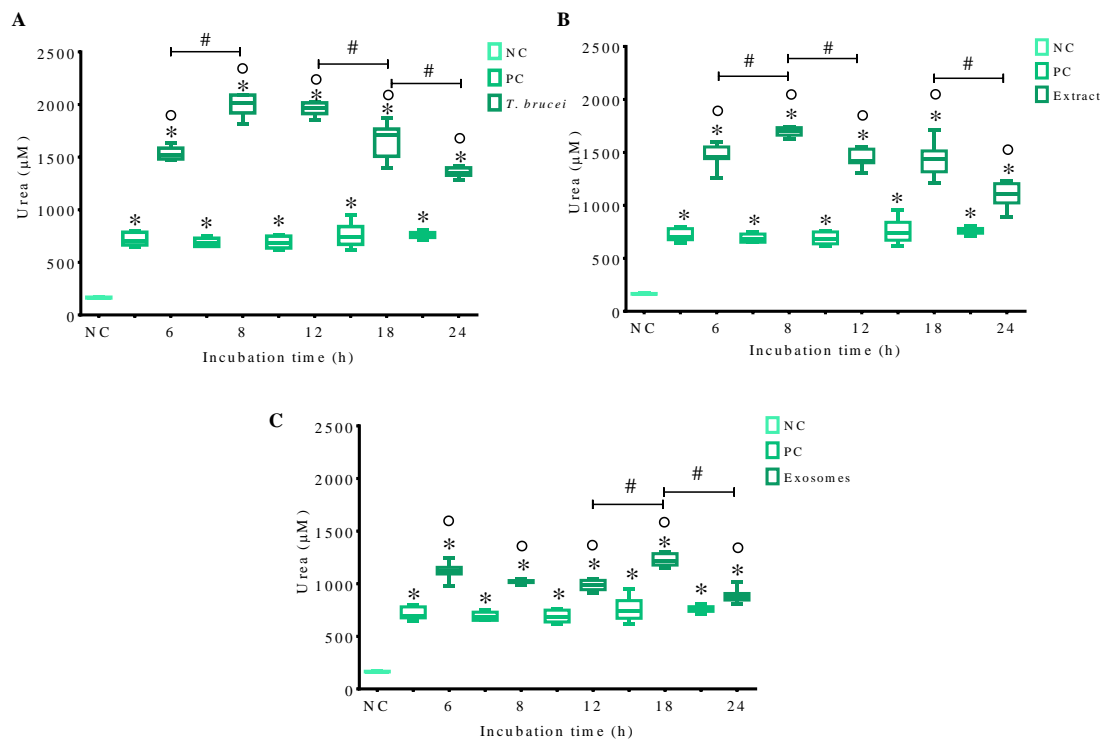 A
#
#
#
NC
PC
T. brucei
2500
2000
1500
1000
500
0
Urea (µM)
* * * * * * * * * *
NC 6 8 12 18 24
Incubation time (h)
B
#
#
#
NC
PC
Extract
2500
2000
1500
1000
500
0
Urea (µM)
* * * * * * * * * *
NC 6 8 12 18 24
Incubation time (h)
C
#
#
NC
PC
Exosomes
2500
2000
1500
1000
500
0
Urea (µM)
* * * * * * * * * *
NC 6 8 12 18 24
Incubation time (h)